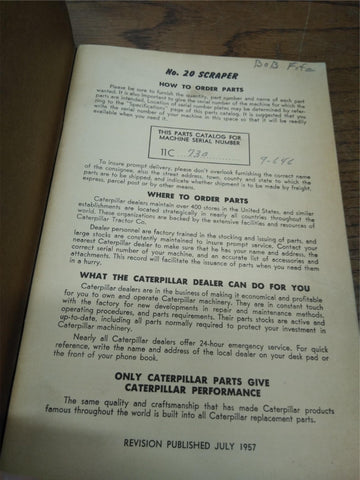 BOB
No. 20 SCRAPER
HOW TO ORDER PARTS
Please be sure to furnish the quantity, part number and name of each part
wanted. It is also important to give the serial number of the machine for which the
parts are intended. Location of serial number plates may be determined by refer-
ring to the "Specifications" page of this parts catalog. It is suggested that you
write the serial number of your machine in this space so that it will be readily
available when you need it.
THIS PARTS CATALOG FOR
MACHINE SERIAL NUMBER
11C 730
9-646
To insure prompt delivery, please don't overlook furnishing the correct name
of the consignee, also the street address, town, county and state to which the
parts are to be shipped, and indicate whether shipment is to be made by freight,
express, parcel post or by other means.
WHERE TO ORDER PARTS
Caterpillar dealers maintain over 400 stores in the United States, and similar
establishments are located strategically in nearly all countries throughout the
world. These organizations are backed by the extensive facilities and resources of
Caterpillar Tractor Co.
Dealer personnel are factory trained in the stocking and issuing of parts, and
large stocks are constantly maintained to insure prompt service. Contact your
nearest Caterpillar dealer to make sure that he has your name and address, the
correct serial number of your machine, and an accurate list of accessories and
attachments. This record will facilitate the issuance of parts when you need them
in a hurry.
WHAT THE CATERPILLAR DEALER CAN DO FOR YOU
Caterpillar dealers are in the business of making it economical and profitable
for you to own and operate Caterpillar machinery. They are in constant touch
with the factory for new developments in repair and maintenance methods,
operating procedures, and parts requirements. Their parts stocks are active and
up-to-date, including all parts normally required to protect your investment in
Caterpillar machinery.
Nearly all Caterpillar dealers offer 24-hour emergency service. For quick
reference, write the name and address of the local dealer on your desk pad or
the front of your phone book.
ONLY CATERPILLAR PARTS GIVE
CATERPILLAR PERFORMANCE
The same quality and craftsmanship that has made Caterpillar products
famous throughout the world is built into all Caterpillar replacement parts.
REVISION PUBLISHED JULY 1957